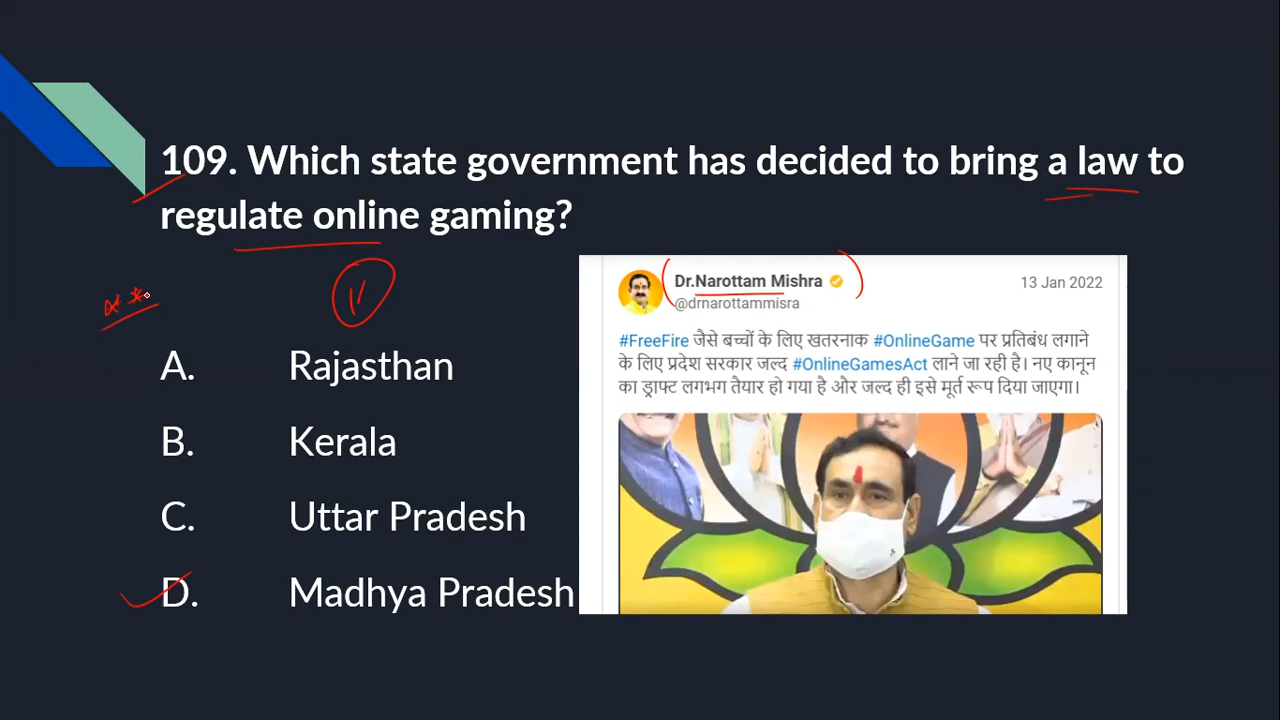 109. Which state government has decided to bring a law to
regulate online gaming?
A. Rajasthan
B. Kerala
C. Uttar Pradesh
D. Madhya Pradesh
Dr.Narottam Mishra
13 Jan 2022
@drnarottammisra
#FreeFire जैसे बच्चों के लिए खतरनाक #OnlineGame पर प्रतिबंध लगाने
के लिए प्रदेश सरकार जल्द #OnlineGamesAct लाने जा रही है। नए कानून
का ड्राफ्ट लगभग तैयार हो गया है और जल्द ही इसे मूर्त रूप दिया जाएगा।